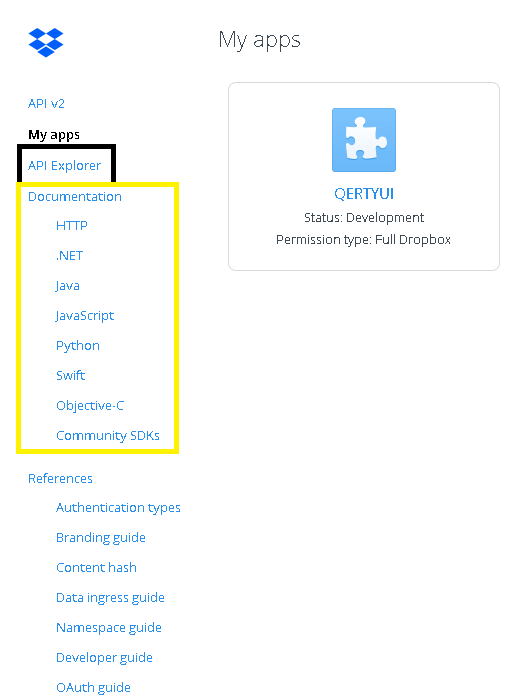 My apps
API v2
My apps
API Explorer
Documentation
HTTP
.NET
Java
JavaScript
Python
Swift
Objective-C
Community SDKs
References
Authentication types
Branding guide
Content hash
Data ingress guide
Namespace guide
Developer guide
OAuth guide
QERTYUI
Status: Development
Permission type: Full Dropbox